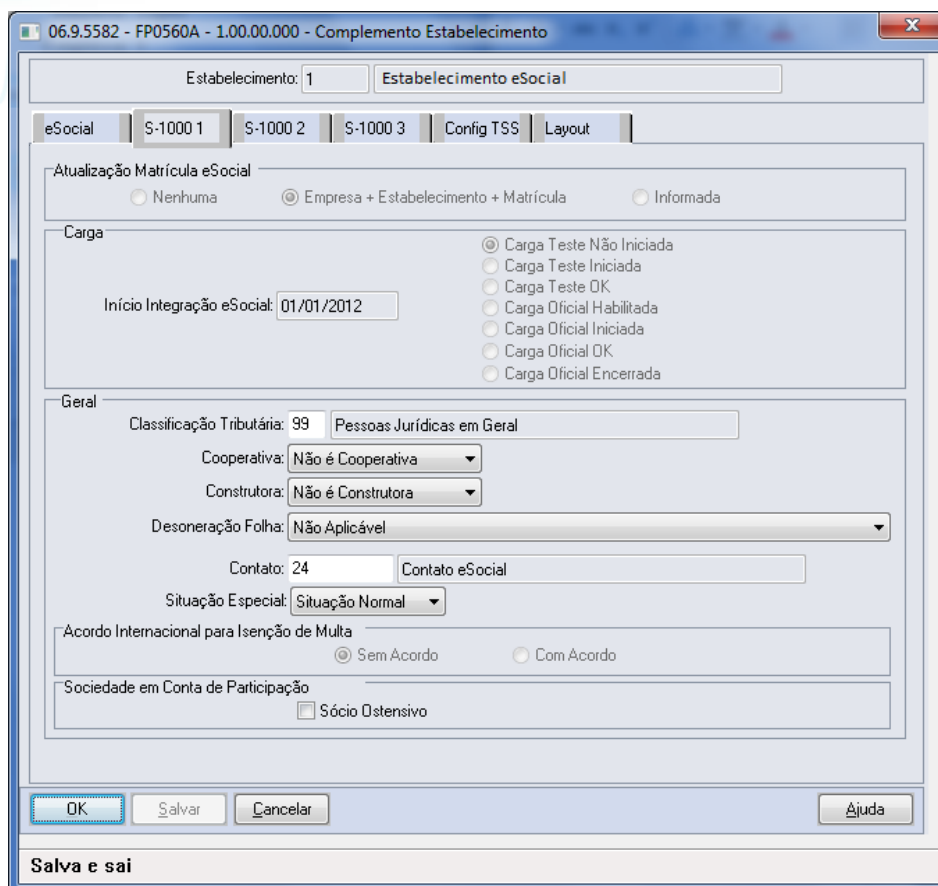 06.9.5582 - FP0560A - 1.00.00.000 - Complemento Estabelecimento
Estabelecimento: 1 Estabelecimento eSocial
eSocial S-1000 1 S-1000 2 S-1000 3 Config TSS Layout
Atualização Matrícula eSocial
Nenhuma Empresa + Estabelecimento + Matrícula Informada
Carga
Carga Teste Não Iniciada
Carga Teste Iniciada
Carga Teste OK
Início Integração eSocial: 01/01/2012
Carga Oficial Habilitada
Carga Oficial Iniciada
Carga Oficial OK
Carga Oficial Encerrada
Geral
Classificação Tributária: 99 Pessoas Jurídicas em Geral
Cooperativa: Não é Cooperativa
Construtora: Não é Construtora
Desoneração Folha: Não Aplicável
Contato: 24 Contato eSocial
Situação Especial: Situação Normal
Acordo Internacional para Isenção de Multa
Sem Acordo Com Acordo
Sociedade em Conta de Participação
Sócio Ostensivo
OK Salvar Cancelar Ajuda
Salva e sai